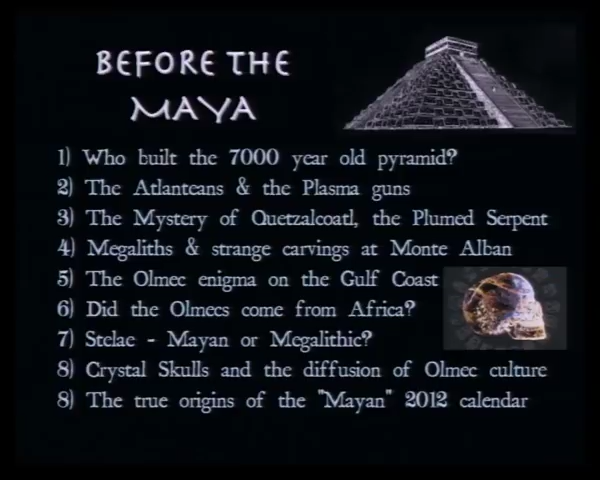 BEFORE THE
MAYA
1) Who built the 7000 year old pyramid?
2) The Atlanteans & the Plasma guns
3) The Mystery of Quetzalcoatl, the Plumed Serpent
4) Megaliths & strange carvings at Monte Alban
5) The Olmec enigma on the Gulf Coast
6) Did the Olmecs come from Africa?
7) Stelae - Mayan or Megalithic?
8) Crystal Skulls and the diffusion of Olmec culture
8) The true origins of the "Mayan" 2012 calendar